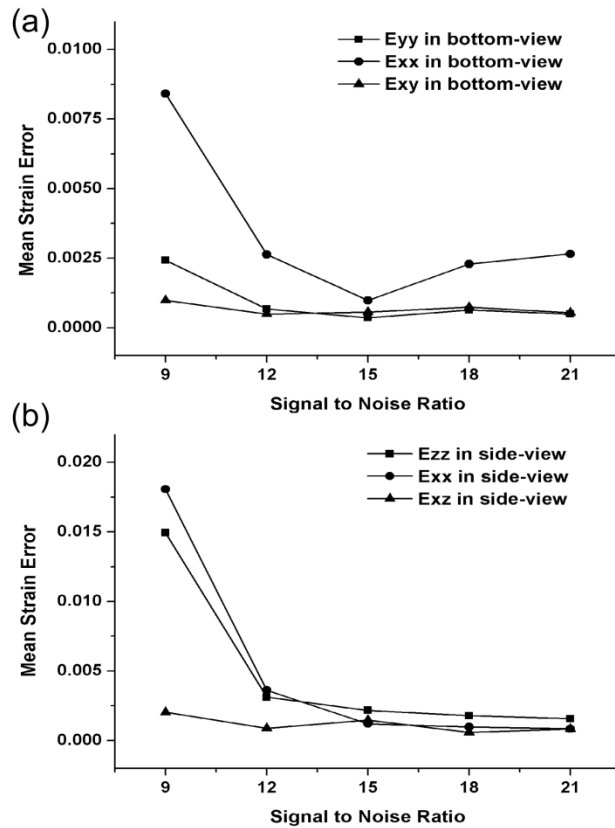 (a)
0.0100
0.0075
0.0050
0.0025
0.0000
Mean Strain Error
Eyy in bottom-view
Exx in bottom-view
Exy in bottom-view
9 12 15 18 21
Signal to Noise Ratio
(b)
0.020
0.015
0.010
0.005
0.000
Mean Strain Error
Ezz in side-view
Exx in side-view
Exz in side-view
9 12 15 18 21
Signal to Noise Ratio